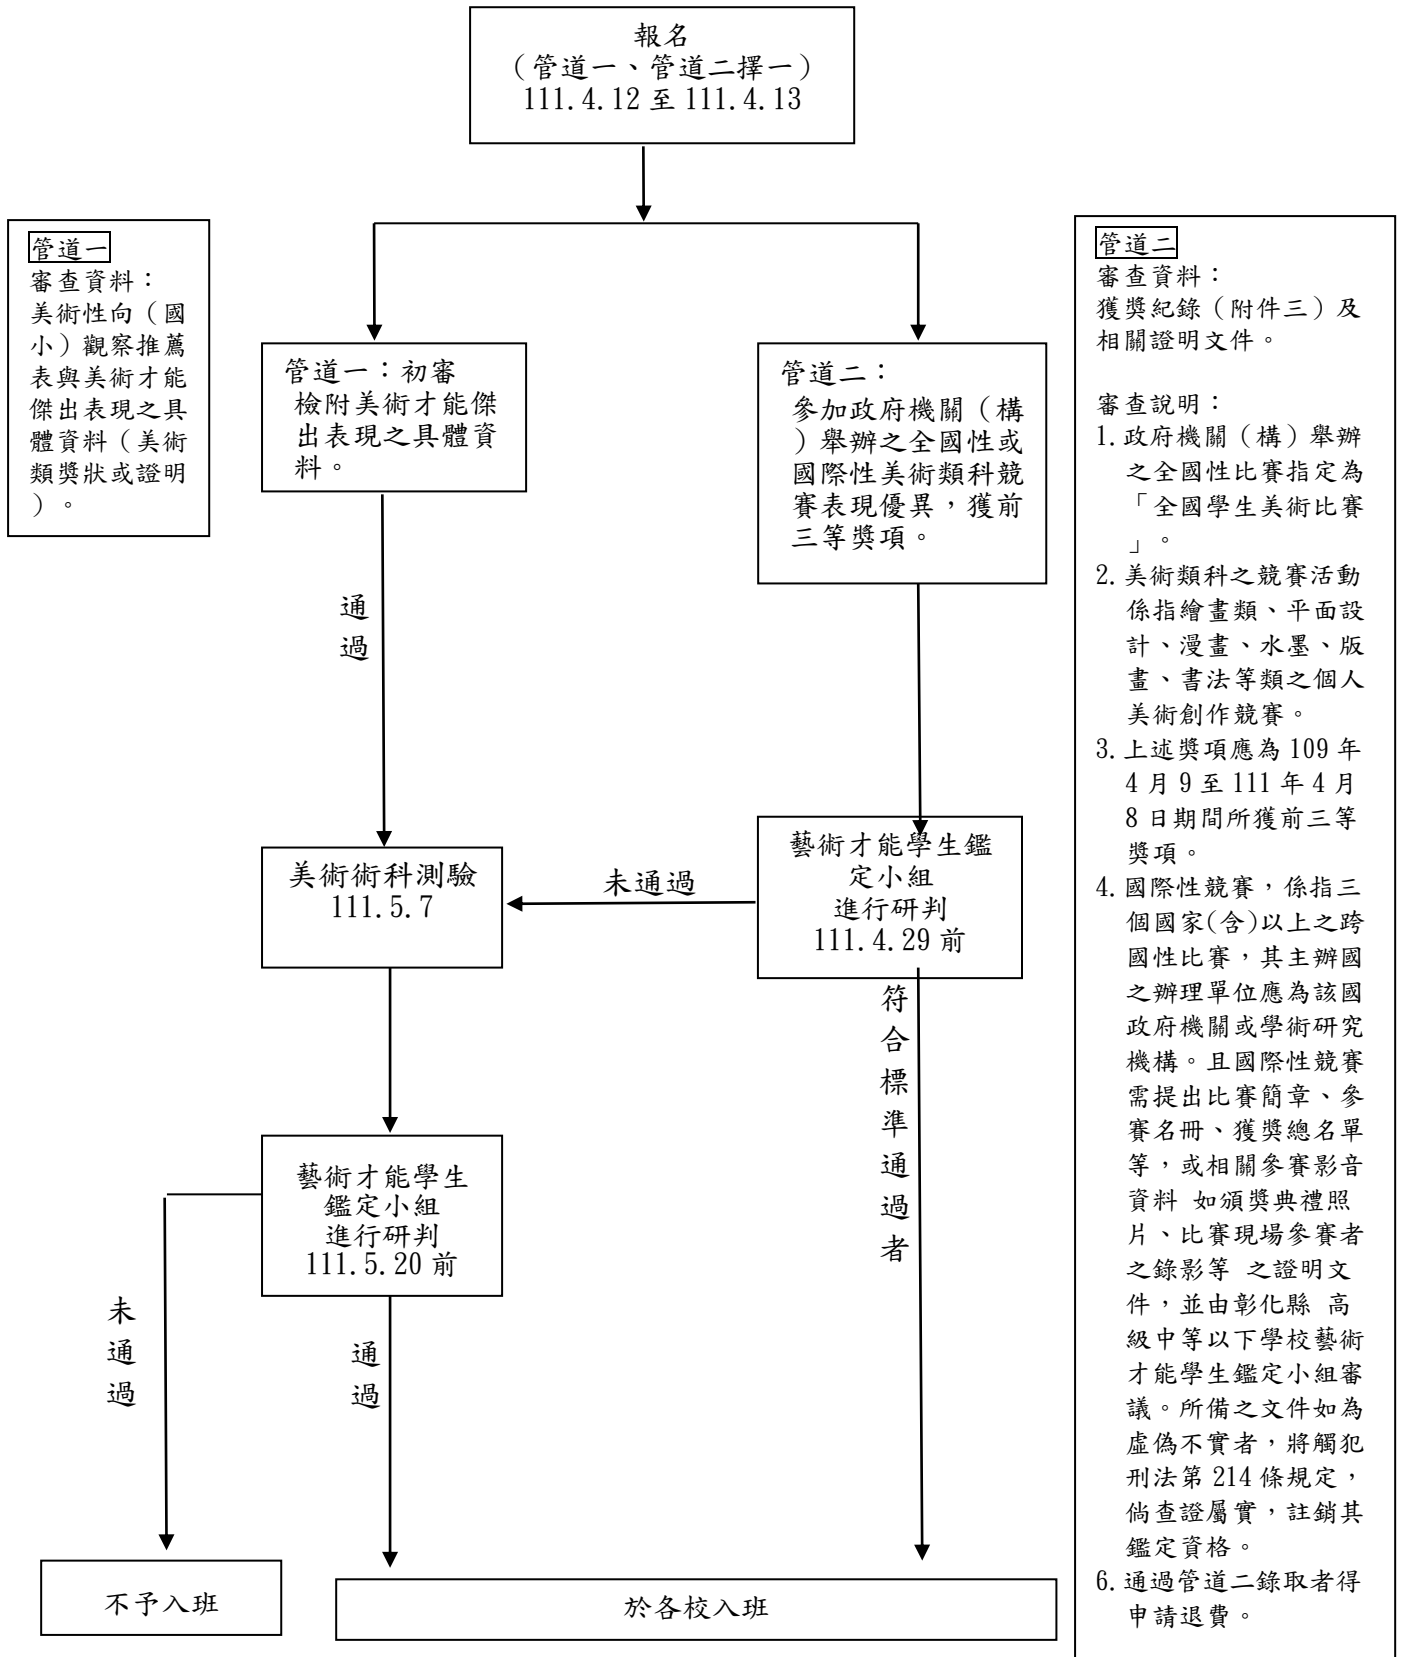 報名
（管道一、管道二擇一）
111.4.12 至 111.4.13
管道一
審查資料：
美術性向（國
小）觀察推薦
表與美術才能
傑出表現之具
體資料（美術
類獎狀或證明
）。
管道一：初審
檢附美術才能傑
出表現之具體資
料。
管道二：
參加政府機關（構
）舉辦之全國性或
國際性美術類科競
賽表現優異，獲前
三等獎項。
通過
美術術科測驗
111.5.7
未通過
藝術才能學生鑑
定小組
進行研判
111.4.29 前
符合標準通過者
藝術才能學生
鑑定小組
進行研判
111.5.20 前
未通過
通過
不予入班
於各校入班
管道二
審查資料：
獲獎紀錄（附件三）及
相關證明文件。
審查說明：
1.政府機關（構）舉辦
之全國性比賽指定為
「全國學生美術比賽
」。
2.美術類科之競賽活動
係指繪畫類、平面設
計、漫畫、水墨、版
畫、書法等類之個人
美術創作競賽。
3.上述獎項應為 109 年
4 月 9 至 111 年 4 月
8 日期間所獲前三等
獎項。
4.國際性競賽，係指三
個國家(含)以上之跨
國性比賽，其主辦國
之辦理單位應為該國
政府機關或學術研究
機構。且國際性競賽
需提出比賽簡章、參
賽名冊、獲獎總名單
等，或相關參賽影音
資料 如頒獎典禮照
片、比賽現場參賽者
之錄影等 之證明文
件，並由彰化縣 高
級中等以下學校藝術
才能學生鑑定小組審
議。所備之文件如為
虛偽不實者，將觸犯
刑法第 214 條規定，
倘查證屬實，註銷其
鑑定資格。
6.通過管道二錄取者得
申請退費。